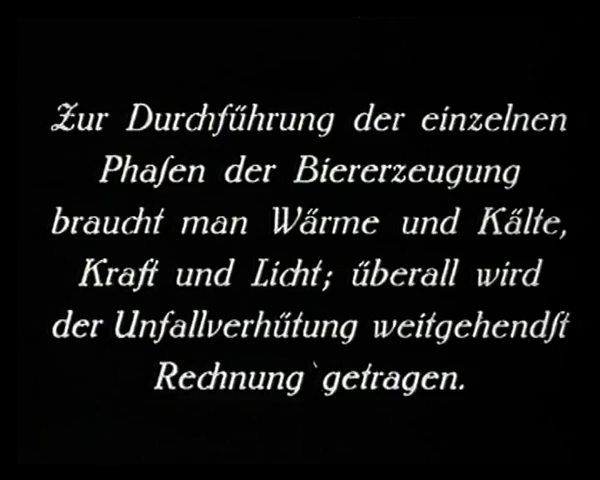 Zur Durchführung der einzelnen
Phaſen der Biererzeugung
braucht man Wärme und Kälte,
Kraft und Licht; überall wird
der Unfallverhütung weitgehendſt
Rechnung getragen.